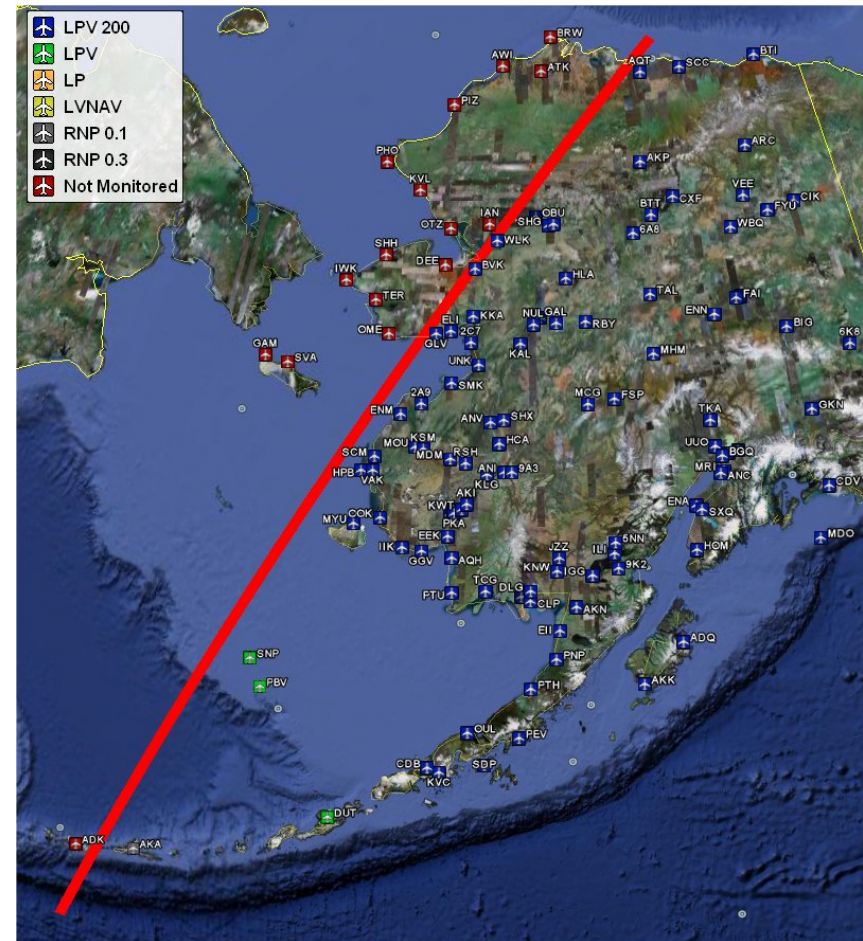 LPV 200
LPV
LP
LVNAV
RNP 0.1
RNP 0.3
Not Monitored
BRW
AWI
ATK
AQT
SCC
BTI
PIZ
PHO
AKP
ARC
KVL
BTT
CXF
VEE
CIK
FYU
OTZ
IAN
SHG
OBU
6A8
WBQ
WLK
SHH
DEE
BVK
IWK
HLA
TER
TAL
FAI
ELI
KKA
NUL
GAL
RBY
ENN
BIG
OME
GLV
2C7
KAL
6K8
GAM
SVA
UNK
MHM
SMK
2A9
MCG
FSP
ENM
ANV
SHX
TKA
GKN
MOU
KSM
HCA
UUO
SCM
MDM
RSH
BGQ
HPB
VAK
ANI
9A3
MRI
ANC
KLG
CDV
AKI
KWT
ENA
SXQ
MYU
COK
PKA
EEK
5NN
MDO
IIK
GGV
AQH
JZZ
ILI
HOM
KNW
IGG
9K2
PTU
TCG
DLG
CLP
AKN
EII
ADQ
SNP
PNP
PBV
PTH
AKK
OUL
PEV
CDB
KVC
SDP
DUT
ADK
AKA